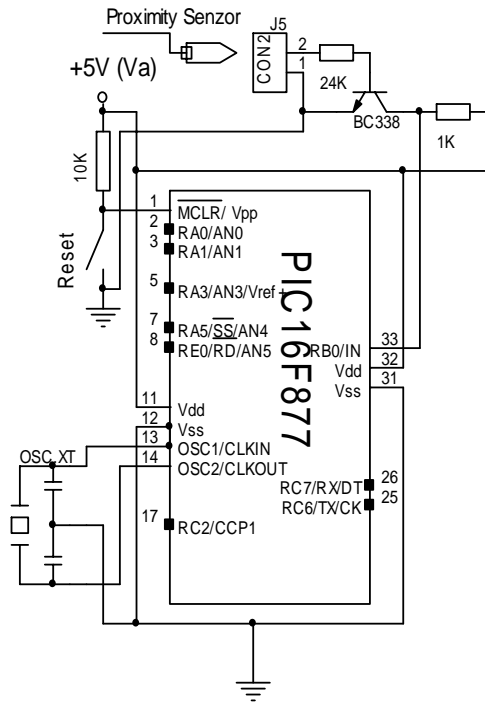 Proximity Senzor
J5
CON2
2
1
24K
BC338
1K
+5V (Va)
10K
Reset
PIC16F877
1 MCLR/ Vpp
2 RA0/AN0
3 RA1/AN1
5 RA3/AN3/Vref+
7 RA5/SS/AN4
8 RE0/RD/AN5
RB0/IN 33
Vdd 32
Vss 31
11 Vdd
12 Vss
13 OSC1/CLKIN
14 OSC2/CLKOUT
OSC XT
RC7/RX/DT 26
RC6/TX/CK 25
17 RC2/CCP1